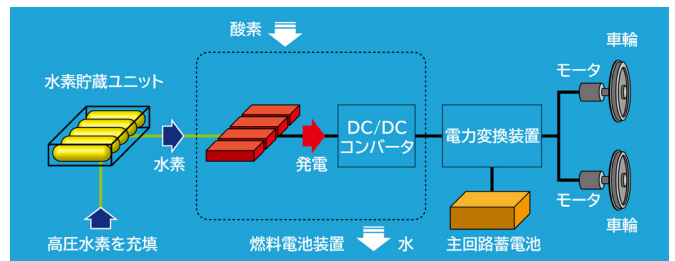 酸素
車輪
水素貯蔵ユニット
モータ
DC/DC
コンバータ
電力変換装置
水素
発電
モータ
車輪
高圧水素を充填
燃料電池装置
水
主回路蓄電池